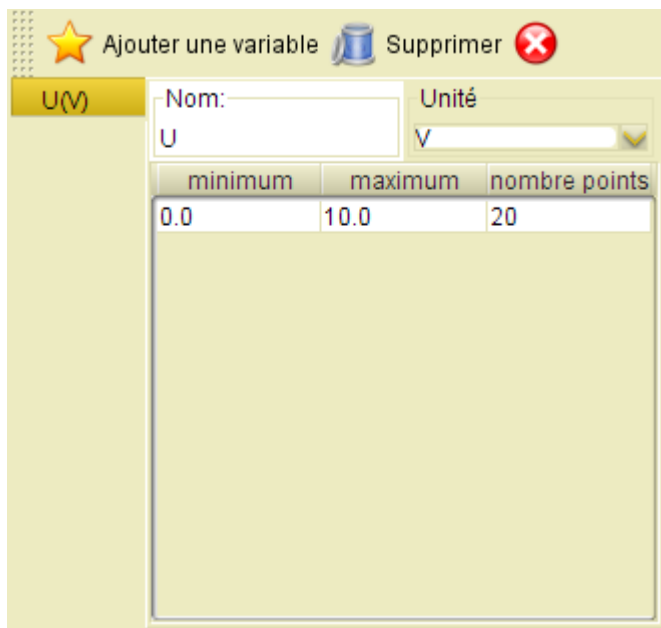 Ajouter une variable Supprimer
U(V) Nom: Unité
U V
minimum maximum nombre points
0.0 10.0 20